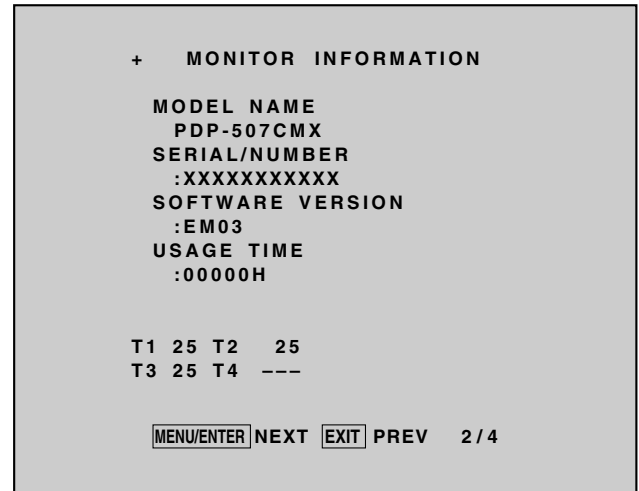 + MONITOR INFORMATION
MODEL NAME
PDP-507CMX
SERIAL/NUMBER
:XXXXXXXXXXX
SOFTWARE VERSION
:EM03
USAGE TIME
:00000H
T1 25 T2 25
T3 25 T4 –––
MENU/ENTER NEXT EXIT PREV 2/4